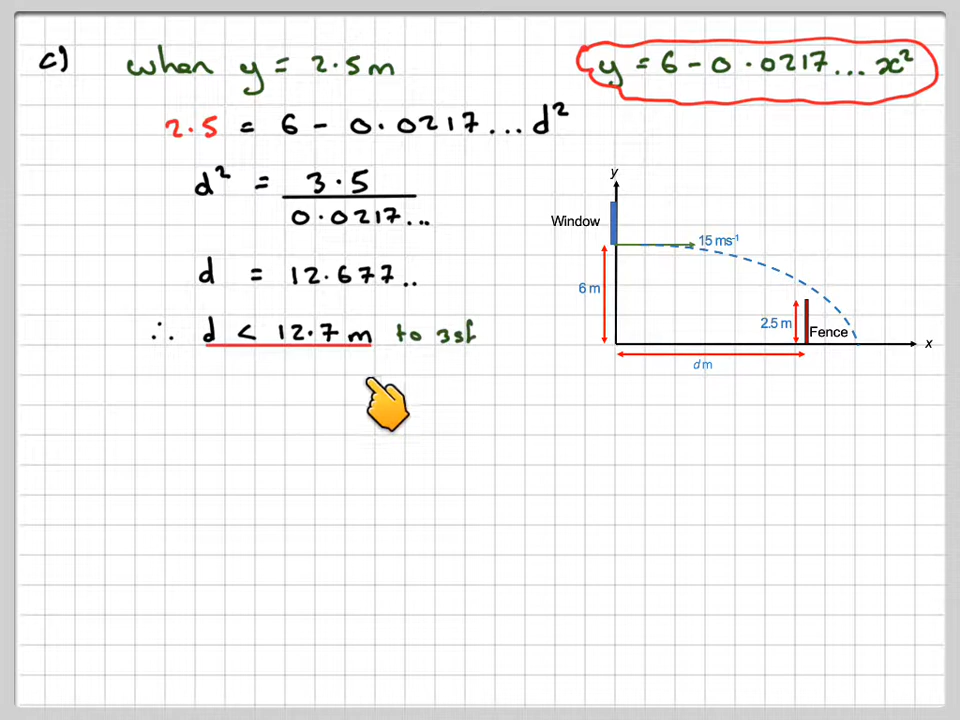 c) when y = 2.5m
y = 6 - 0.0217... x²
2.5 = 6 - 0.0217... d²
d² = 3.5
0.0217...
d = 12.677..
∴ d < 12.7 m to 3sf
y
Window
15 ms⁻¹
6 m
2.5 m
Fence
x
d m